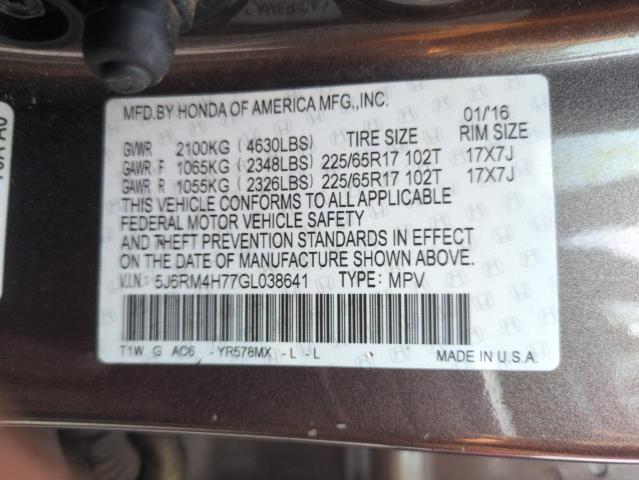 MFD.BY HONDA OF AMERICA MFG.,INC. 01/16
GVWR 2100KG ( 4630LBS) TIRE SIZE RIM SIZE
GAWR F 1065KG ( 2348LBS) 225/65R17 102T 17X7J
GAWR R 1055KG ( 2326LBS) 225/65R17 102T 17X7J
THIS VEHICLE CONFORMS TO ALL APPLICABLE
FEDERAL MOTOR VEHICLE SAFETY
AND THEFT PREVENTION STANDARDS IN EFFECT
ON THE DATE OF MANUFACTURE SHOWN ABOVE.
V.I.N: 5J6RM4H77GL038641 TYPE: MPV
T1W G AC6 - YR578MX - L - L MADE IN U.S.A.